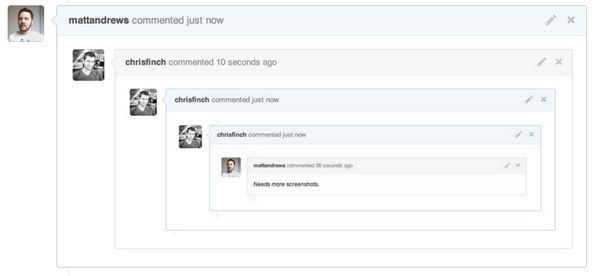 mattandrews commented just now
chrisfinch commented 10 seconds ago
chrisfinch commented just now
chrisfinch commented just now
mattandrews commented 26 seconds ago
Needs more screenshots.